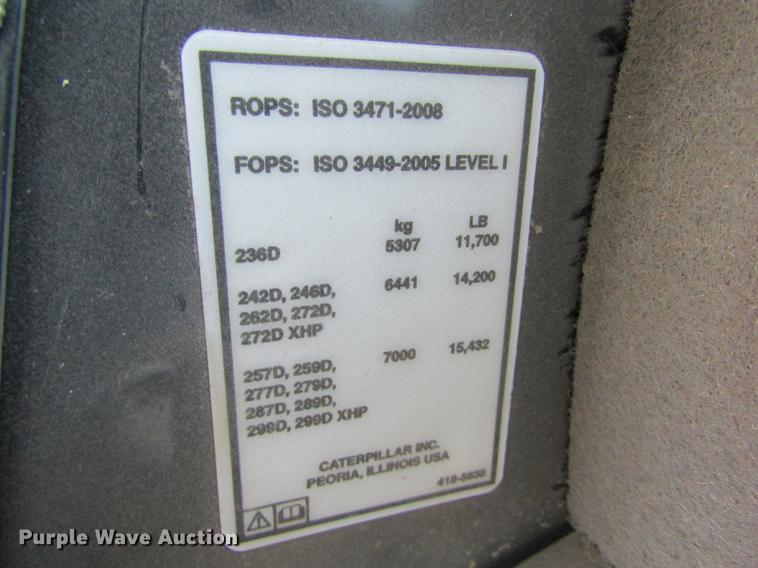 ROPS: ISO 3471-2008
FOPS: ISO 3449-2005 LEVEL I
kg LB
236D 5307 11,700
242D, 246D, 6441 14,200
262D, 272D,
272D XHP
257D, 259D, 7000 15,432
277D, 279D,
287D, 289D,
299D, 299D XHP
CATERPILLAR INC.
PEORIA, ILLINOIS USA
418-5835
Purple Wave Auction